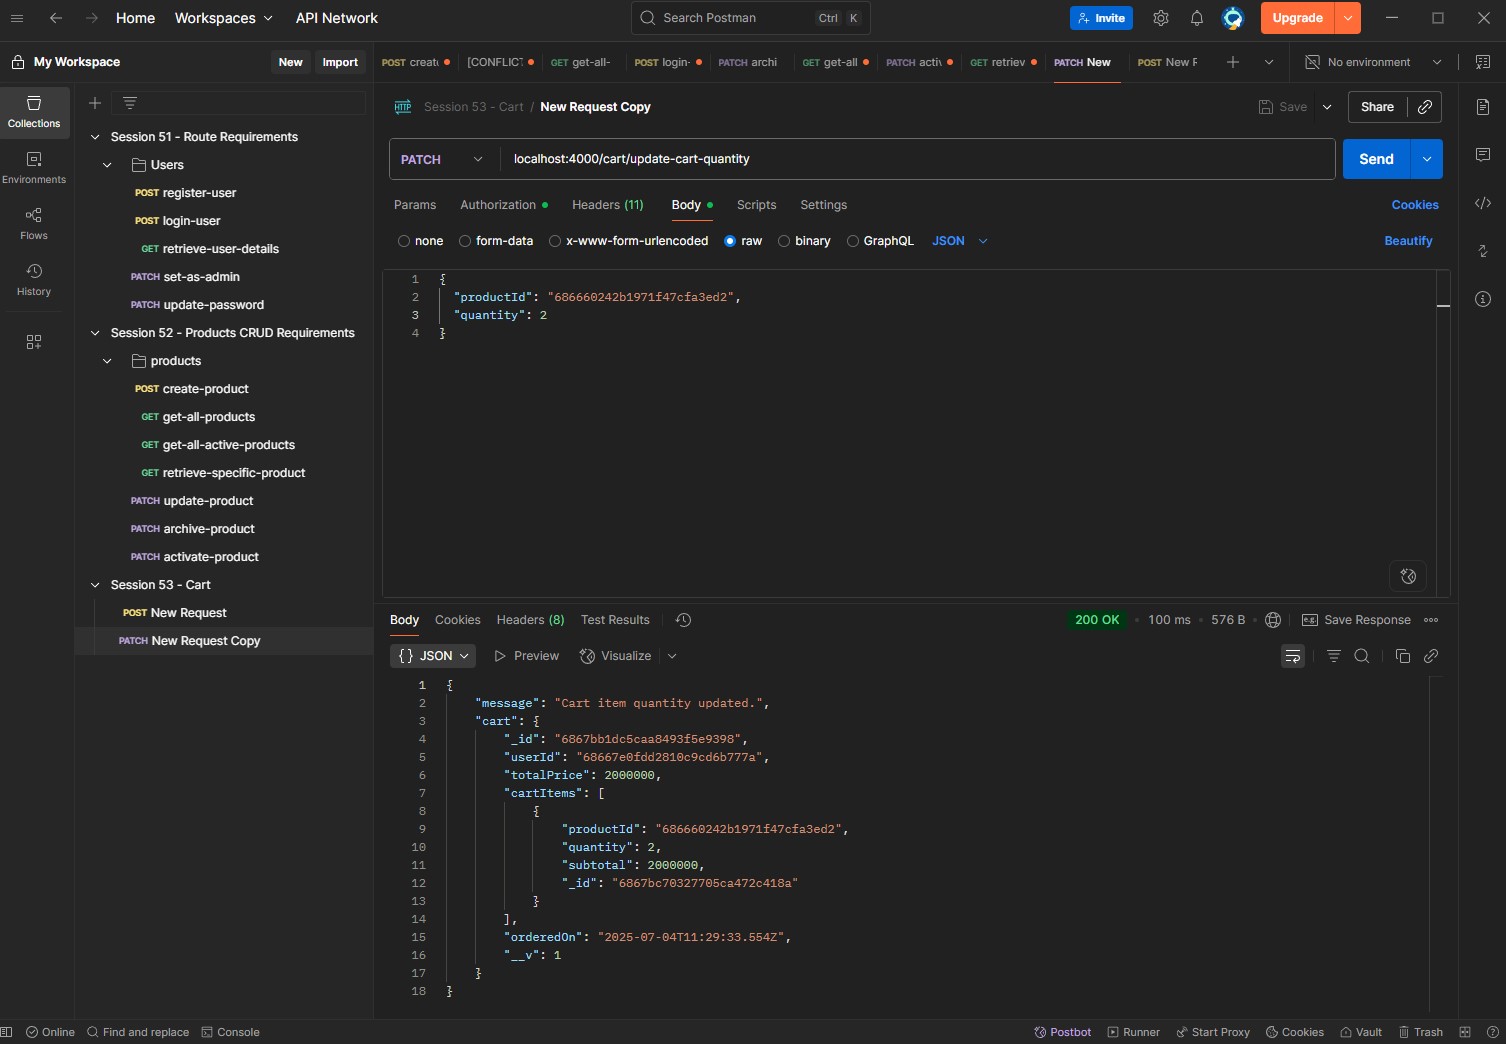 Home Workspaces API Network Search Postman Ctrl K Invite Upgrade
My Workspace New Import
POST creat [CONFLICT GET get-all- POST login- PATCH archi GET get-all PATCH activ GET retriev PATCH New POST New F No environment
Collections
Environments
Flows
History
Session 51 - Route Requirements
Users
POST register-user
POST login-user
GET retrieve-user-details
PATCH set-as-admin
PATCH update-password
Session 52 - Products CRUD Requirements
products
POST create-product
GET get-all-products
GET get-all-active-products
GET retrieve-specific-product
PATCH update-product
PATCH archive-product
PATCH activate-product
Session 53 - Cart
POST New Request
PATCH New Request Copy
HTTP Session 53 - Cart / New Request Copy Save Share
PATCH localhost:4000/cart/update-cart-quantity Send
Params Authorization Headers (11) Body Scripts Settings Cookies
none form-data x-www-form-urlencoded raw binary GraphQL JSON Beautify
1 {
2 "productId": "686660242b1971f47cfa3ed2",
3 "quantity": 2
4 }
Body Cookies Headers (8) Test Results 200 OK 100 ms 576 B e.g. Save Response
{ } JSON Preview Visualize
1 {
2 "message": "Cart item quantity updated.",
3 "cart": {
4 "_id": "6867bb1dc5caa8493f5e9398",
5 "userId": "68667e0fdd2810c9cd6b777a",
6 "totalPrice": 2000000,
7 "cartItems": [
8 {
9 "productId": "686660242b1971f47cfa3ed2",
10 "quantity": 2,
11 "subtotal": 2000000,
12 "_id": "6867bc70327705ca472c418a"
13 }
14 ],
15 "orderedOn": "2025-07-04T11:29:33.554Z",
16 "__v": 1
17 }
18 }
Online Find and replace Console Postbot Runner Start Proxy Cookies Vault Trash